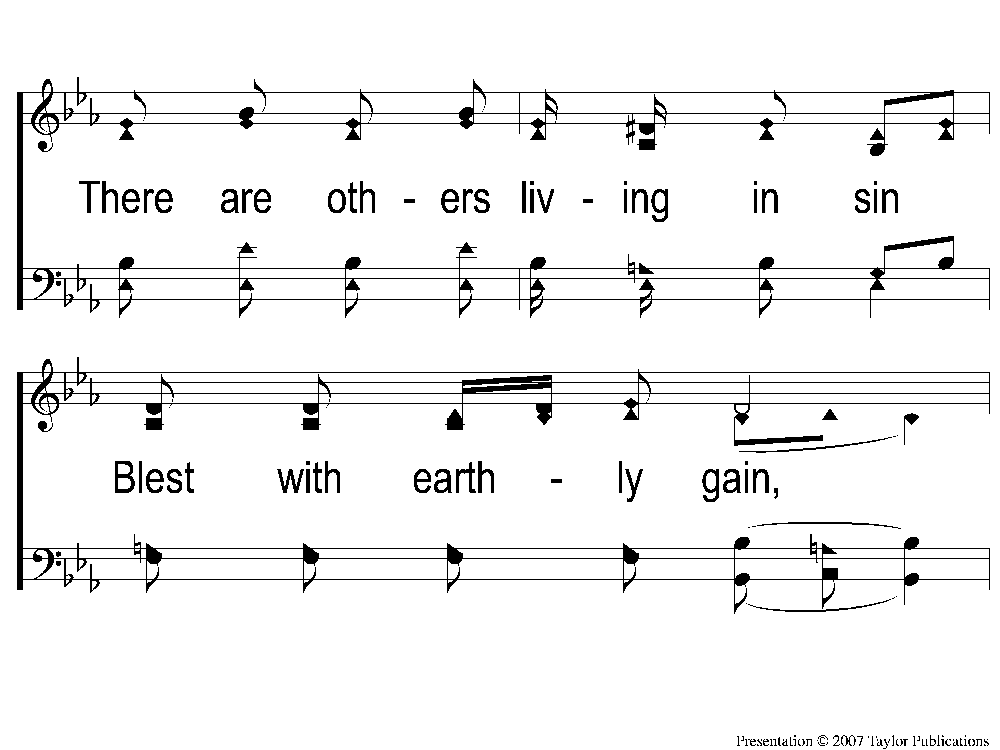 There are oth - ers liv - ing in sin
Blest with earth - ly gain,
Presentation © 2007 Taylor Publications